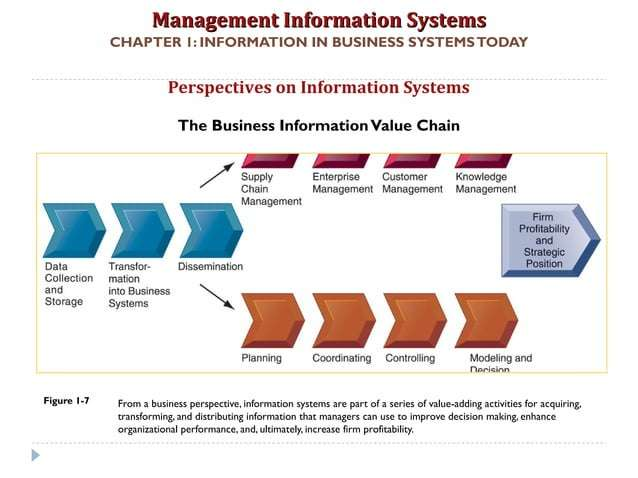 Management Information Systems
CHAPTER 1: INFORMATION IN BUSINESS SYSTEMS TODAY
Perspectives on Information Systems
The Business Information Value Chain
Supply
Chain
Management
Enterprise
Management
Customer
Management
Knowledge
Management
Firm
Profitability
and
Strategic
Position
Data
Collection
and
Storage
Transfor-
mation
into Business
Systems
Dissemination
Planning
Coordinating
Controlling
Modeling and
Decision
Figure 1-7
From a business perspective, information systems are part of a series of value-adding activities for acquiring,
transforming, and distributing information that managers can use to improve decision making, enhance
organizational performance, and, ultimately, increase firm profitability.